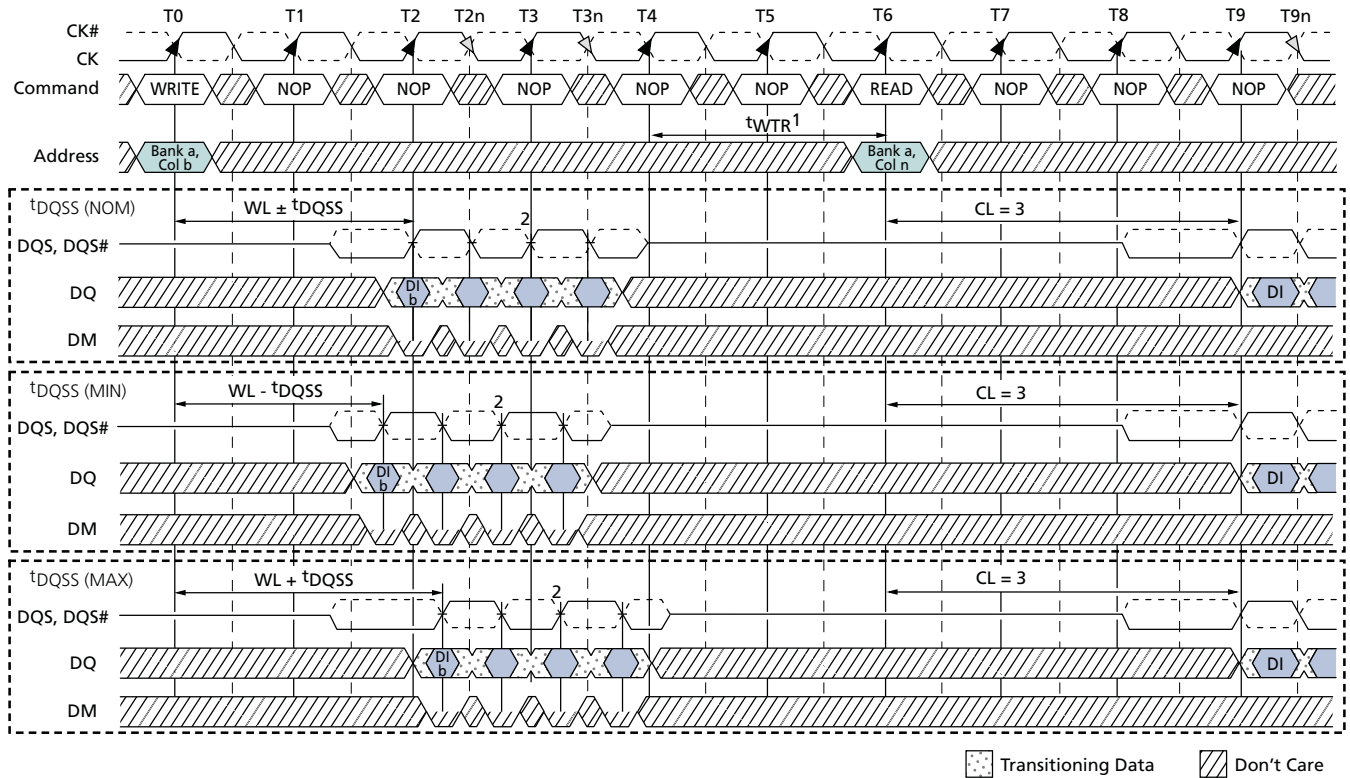 T0 T1 T2 T2n T3 T3n T4 T5 T6 T7 T8 T9 T9n
CK#
CK
Command WRITE NOP NOP NOP NOP NOP READ NOP NOP NOP
tWTR1
Address Bank a, Col b Bank a, Col n
tDQSS (NOM) WL ± tDQSS 2 CL = 3
DQS, DQS#
DQ DI b DI
DM
tDQSS (MIN) WL - tDQSS 2 CL = 3
DQS, DQS#
DQ DI b DI
DM
tDQSS (MAX) WL + tDQSS 2 CL = 3
DQS, DQS#
DQ DI b DI
DM
Transitioning Data Don't Care